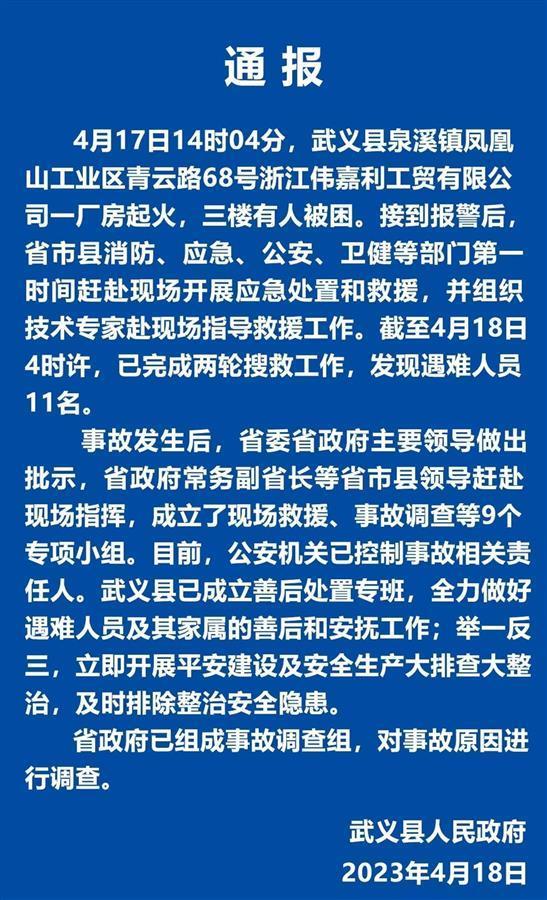 通 报
4月17日14时04分，武义县泉溪镇凤凰
山工业区青云路68号浙江伟嘉利工贸有限公
司一厂房起火，三楼有人被困。接到报警后，
省市县消防、应急、公安、卫健等部门第一
时间赶赴现场开展应急处置和救援，并组织
技术专家赴现场指导救援工作。截至4月18日
4时许，已完成两轮搜救工作，发现遇难人员
11名。
事故发生后，省委省政府主要领导做出
批示，省政府常务副省长等省市县领导赶赴
现场指挥，成立了现场救援、事故调查等9个
专项小组。目前，公安机关已控制事故相关责
任人。武义县已成立善后处置专班，全力做好
遇难人员及其家属的善后和安抚工作；举一反
三，立即开展平安建设及安全生产大排查大整
治，及时排除整治安全隐患。
省政府已组成事故调查组，对事故原因进
行调查。
武义县人民政府
2023年4月18日